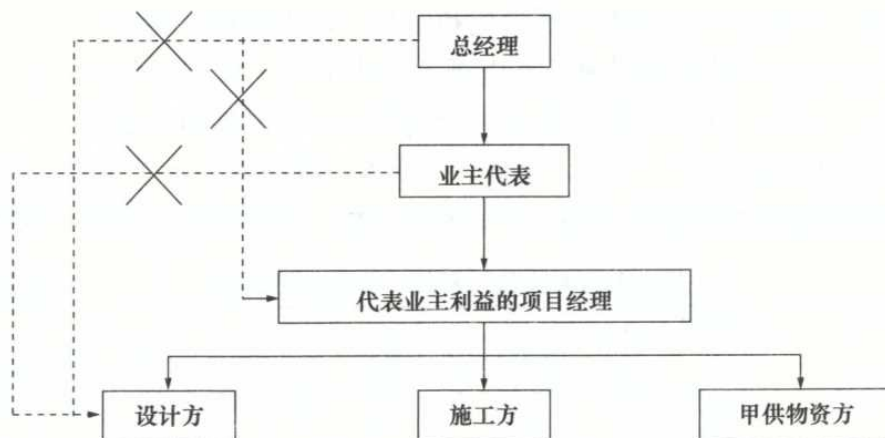 总经理
业主代表
代表业主利益的项目经理
设计方
施工方
甲供物资方